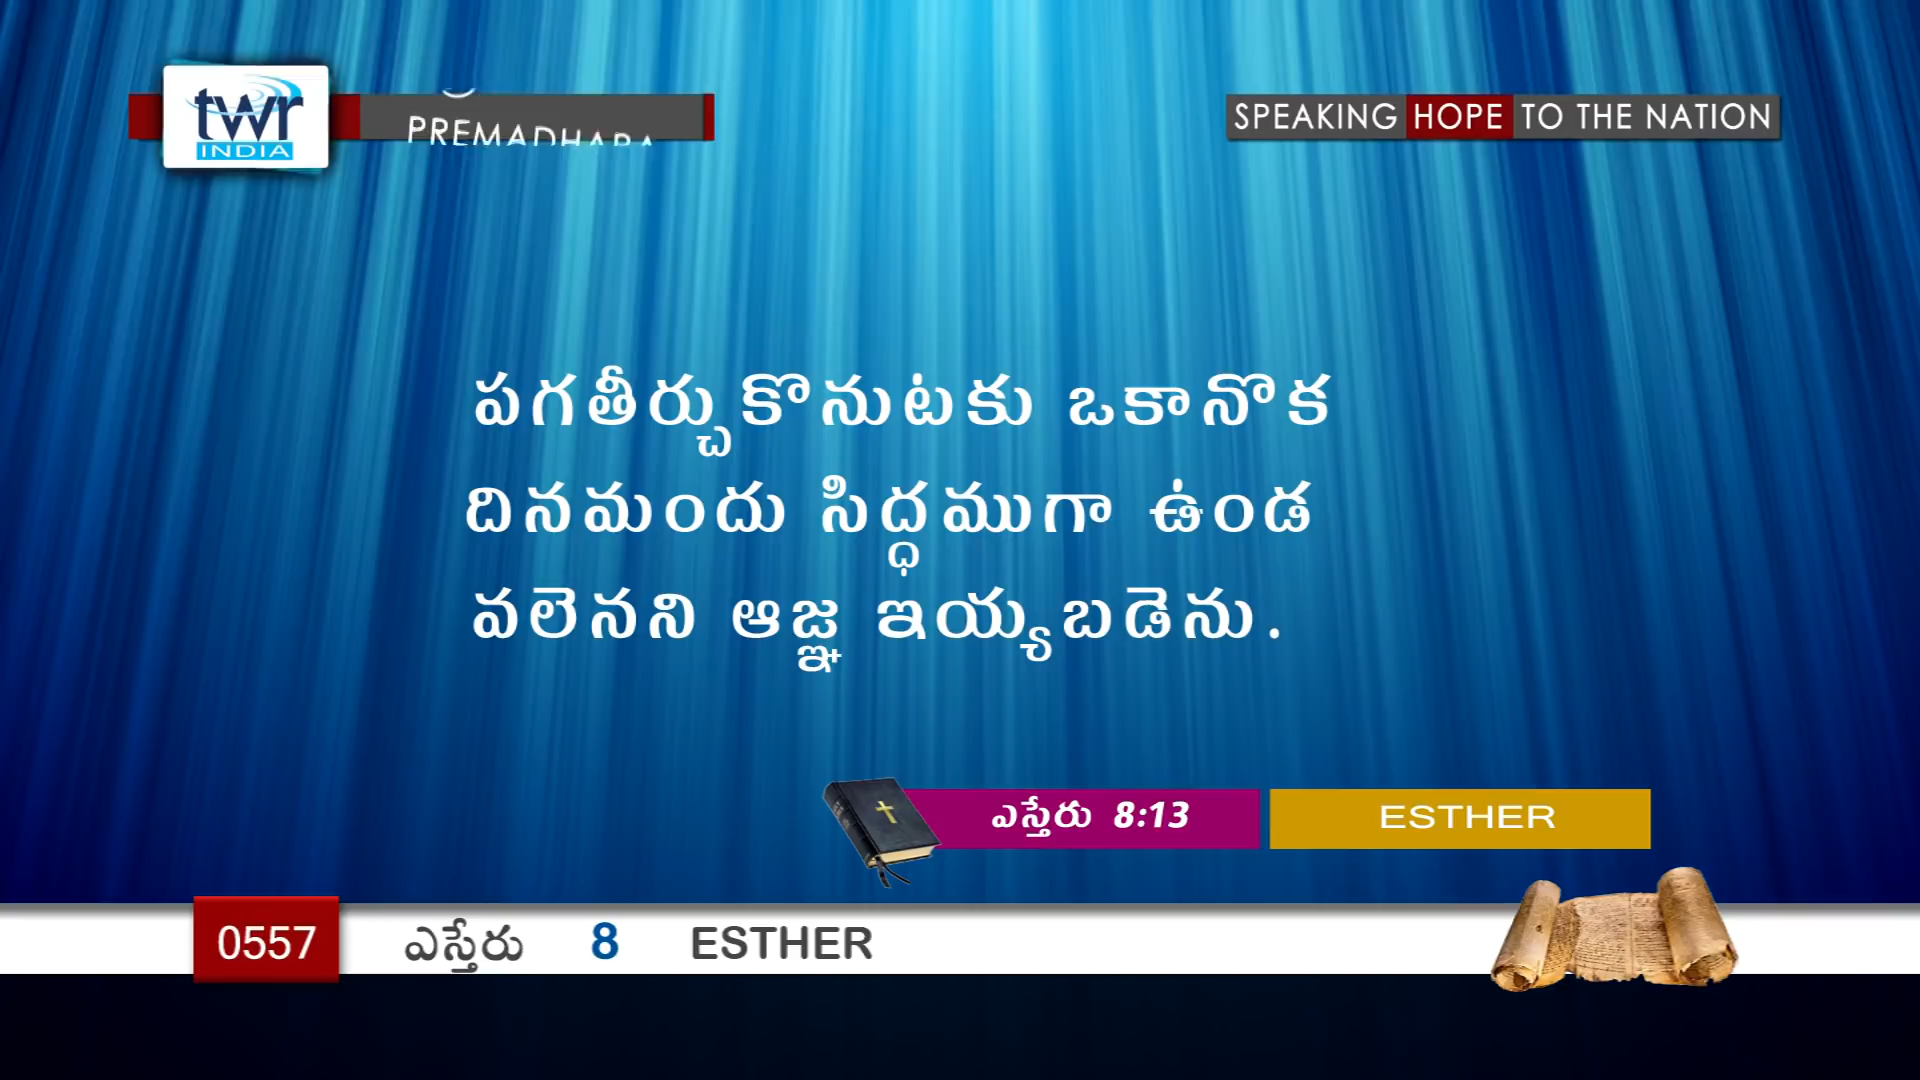 twr
INDIA
PREMADHARA
SPEAKING HOPE TO THE NATION
పగతీర్చుకొనుటకు ఒకానొక
దినమందు సిద్ధముగా ఉండ
వలెనని ఆజ్ఞ ఇయ్యబడెను.
ఎస్తేరు 8:13
ESTHER
0557 ఎస్తేరు 8 ESTHER